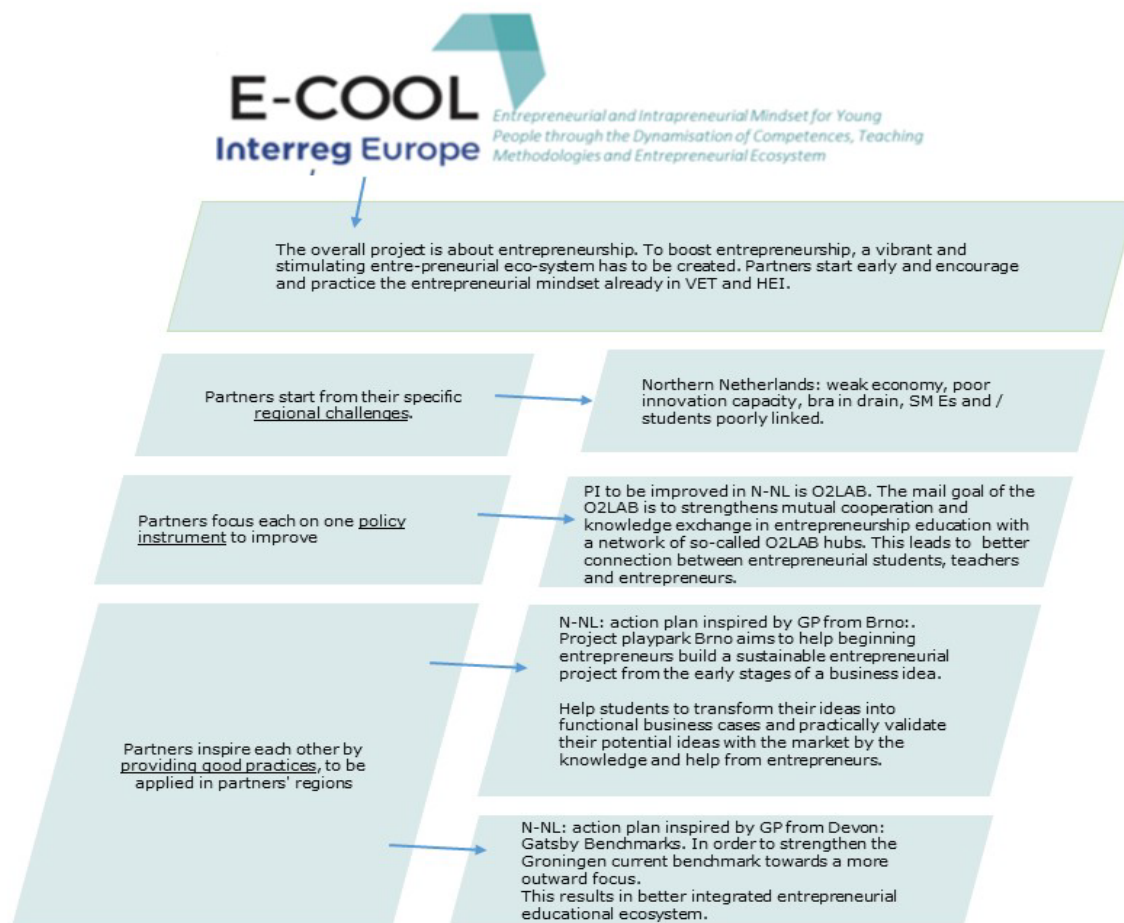 E-COOL
Interreg Europe
Entrepreneurial and Intrapreneurial Mindset for Young
People through the Dynamisation of Competences, Teaching
Methodologies and Entrepreneurial Ecosystem
The overall project is about entrepreneurship. To boost entrepreneurship, a vibrant and
stimulating entre-preneurial eco-system has to be created. Partners start early and encourage
and practice the entrepreneurial mindset already in VET and HEI.
Partners start from their specific
regional challenges.
Northern Netherlands: weak economy, poor
innovation capacity, bra in drain, SM Es and /
students poorly linked.
Partners focus each on one policy
instrument to improve
PI to be improved in N-NL is O2LAB. The mail goal of the
O2LAB is to strengthens mutual cooperation and
knowledge exchange in entrepreneurship education with
a network of so-called O2LAB hubs. This leads to  better
connection between entrepreneurial students, teachers
and entrepreneurs.
Partners inspire each other by
providing good practices, to be
applied in partners' regions
N-NL: action plan inspired by GP from Brno:.
Project playpark Brno aims to help beginning
entrepreneurs build a sustainable entrepreneurial
project from the early stages of a business idea.
Help students to transform their ideas into
functional business cases and practically validate
their potential ideas with the market by the
knowledge and help from entrepreneurs.
N-NL: action plan inspired by GP from Devon:
Gatsby Benchmarks. In order to strengthen the
Groningen current benchmark towards a more
outward focus.
This results in better integrated entrepreneurial
educational ecosystem.